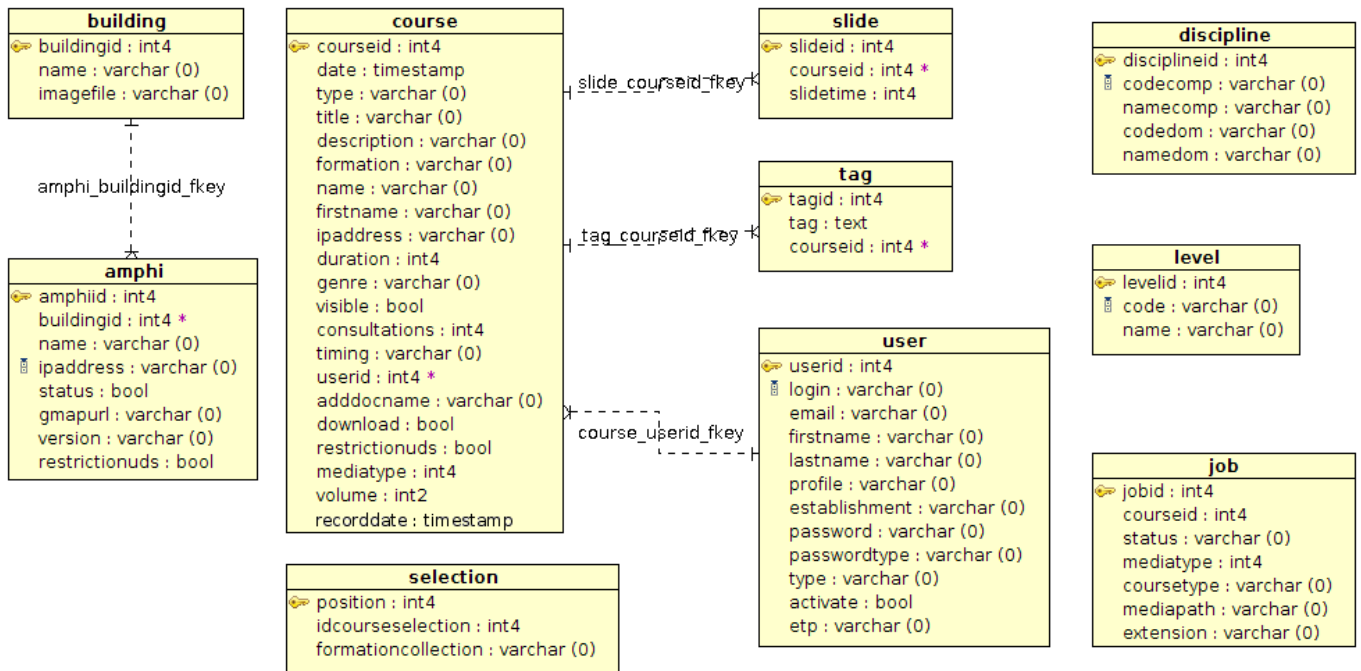 building
buildingid : int4
name : varchar (0)
imagefile : varchar (0)
amphi_buildingid_fkey
amphi
amphiid : int4
buildingid : int4 *
name : varchar (0)
ipaddress : varchar (0)
status : bool
gmapurl : varchar (0)
version : varchar (0)
restrictionuds : bool
course
courseid : int4
date : timestamp
type : varchar (0)
title : varchar (0)
description : varchar (0)
formation : varchar (0)
name : varchar (0)
firstname : varchar (0)
ipaddress : varchar (0)
duration : int4
genre : varchar (0)
visible : bool
consultations : int4
timing : varchar (0)
userid : int4 *
adddocname : varchar (0)
download : bool
restrictionuds : bool
mediatype : int4
volume : int2
recorddate : timestamp
selection
position : int4
idcourseselection : int4
formationcollection : varchar (0)
slide_courseid_fkey
tag_courseid_fkey
course_userid_fkey
slide
slideid : int4
courseid : int4 *
slidetime : int4
tag
tagid : int4
tag : text
courseid : int4 *
user
userid : int4
login : varchar (0)
email : varchar (0)
firstname : varchar (0)
lastname : varchar (0)
profile : varchar (0)
establishment : varchar (0)
password : varchar (0)
passwordtype : varchar (0)
type : varchar (0)
activate : bool
etp : varchar (0)
discipline
disciplineid : int4
codecomp : varchar (0)
namecomp : varchar (0)
codedom : varchar (0)
namedom : varchar (0)
level
levelid : int4
code : varchar (0)
name : varchar (0)
job
jobid : int4
courseid : int4
status : varchar (0)
mediatype : int4
coursetype : varchar (0)
mediapath : varchar (0)
extension : varchar (0)